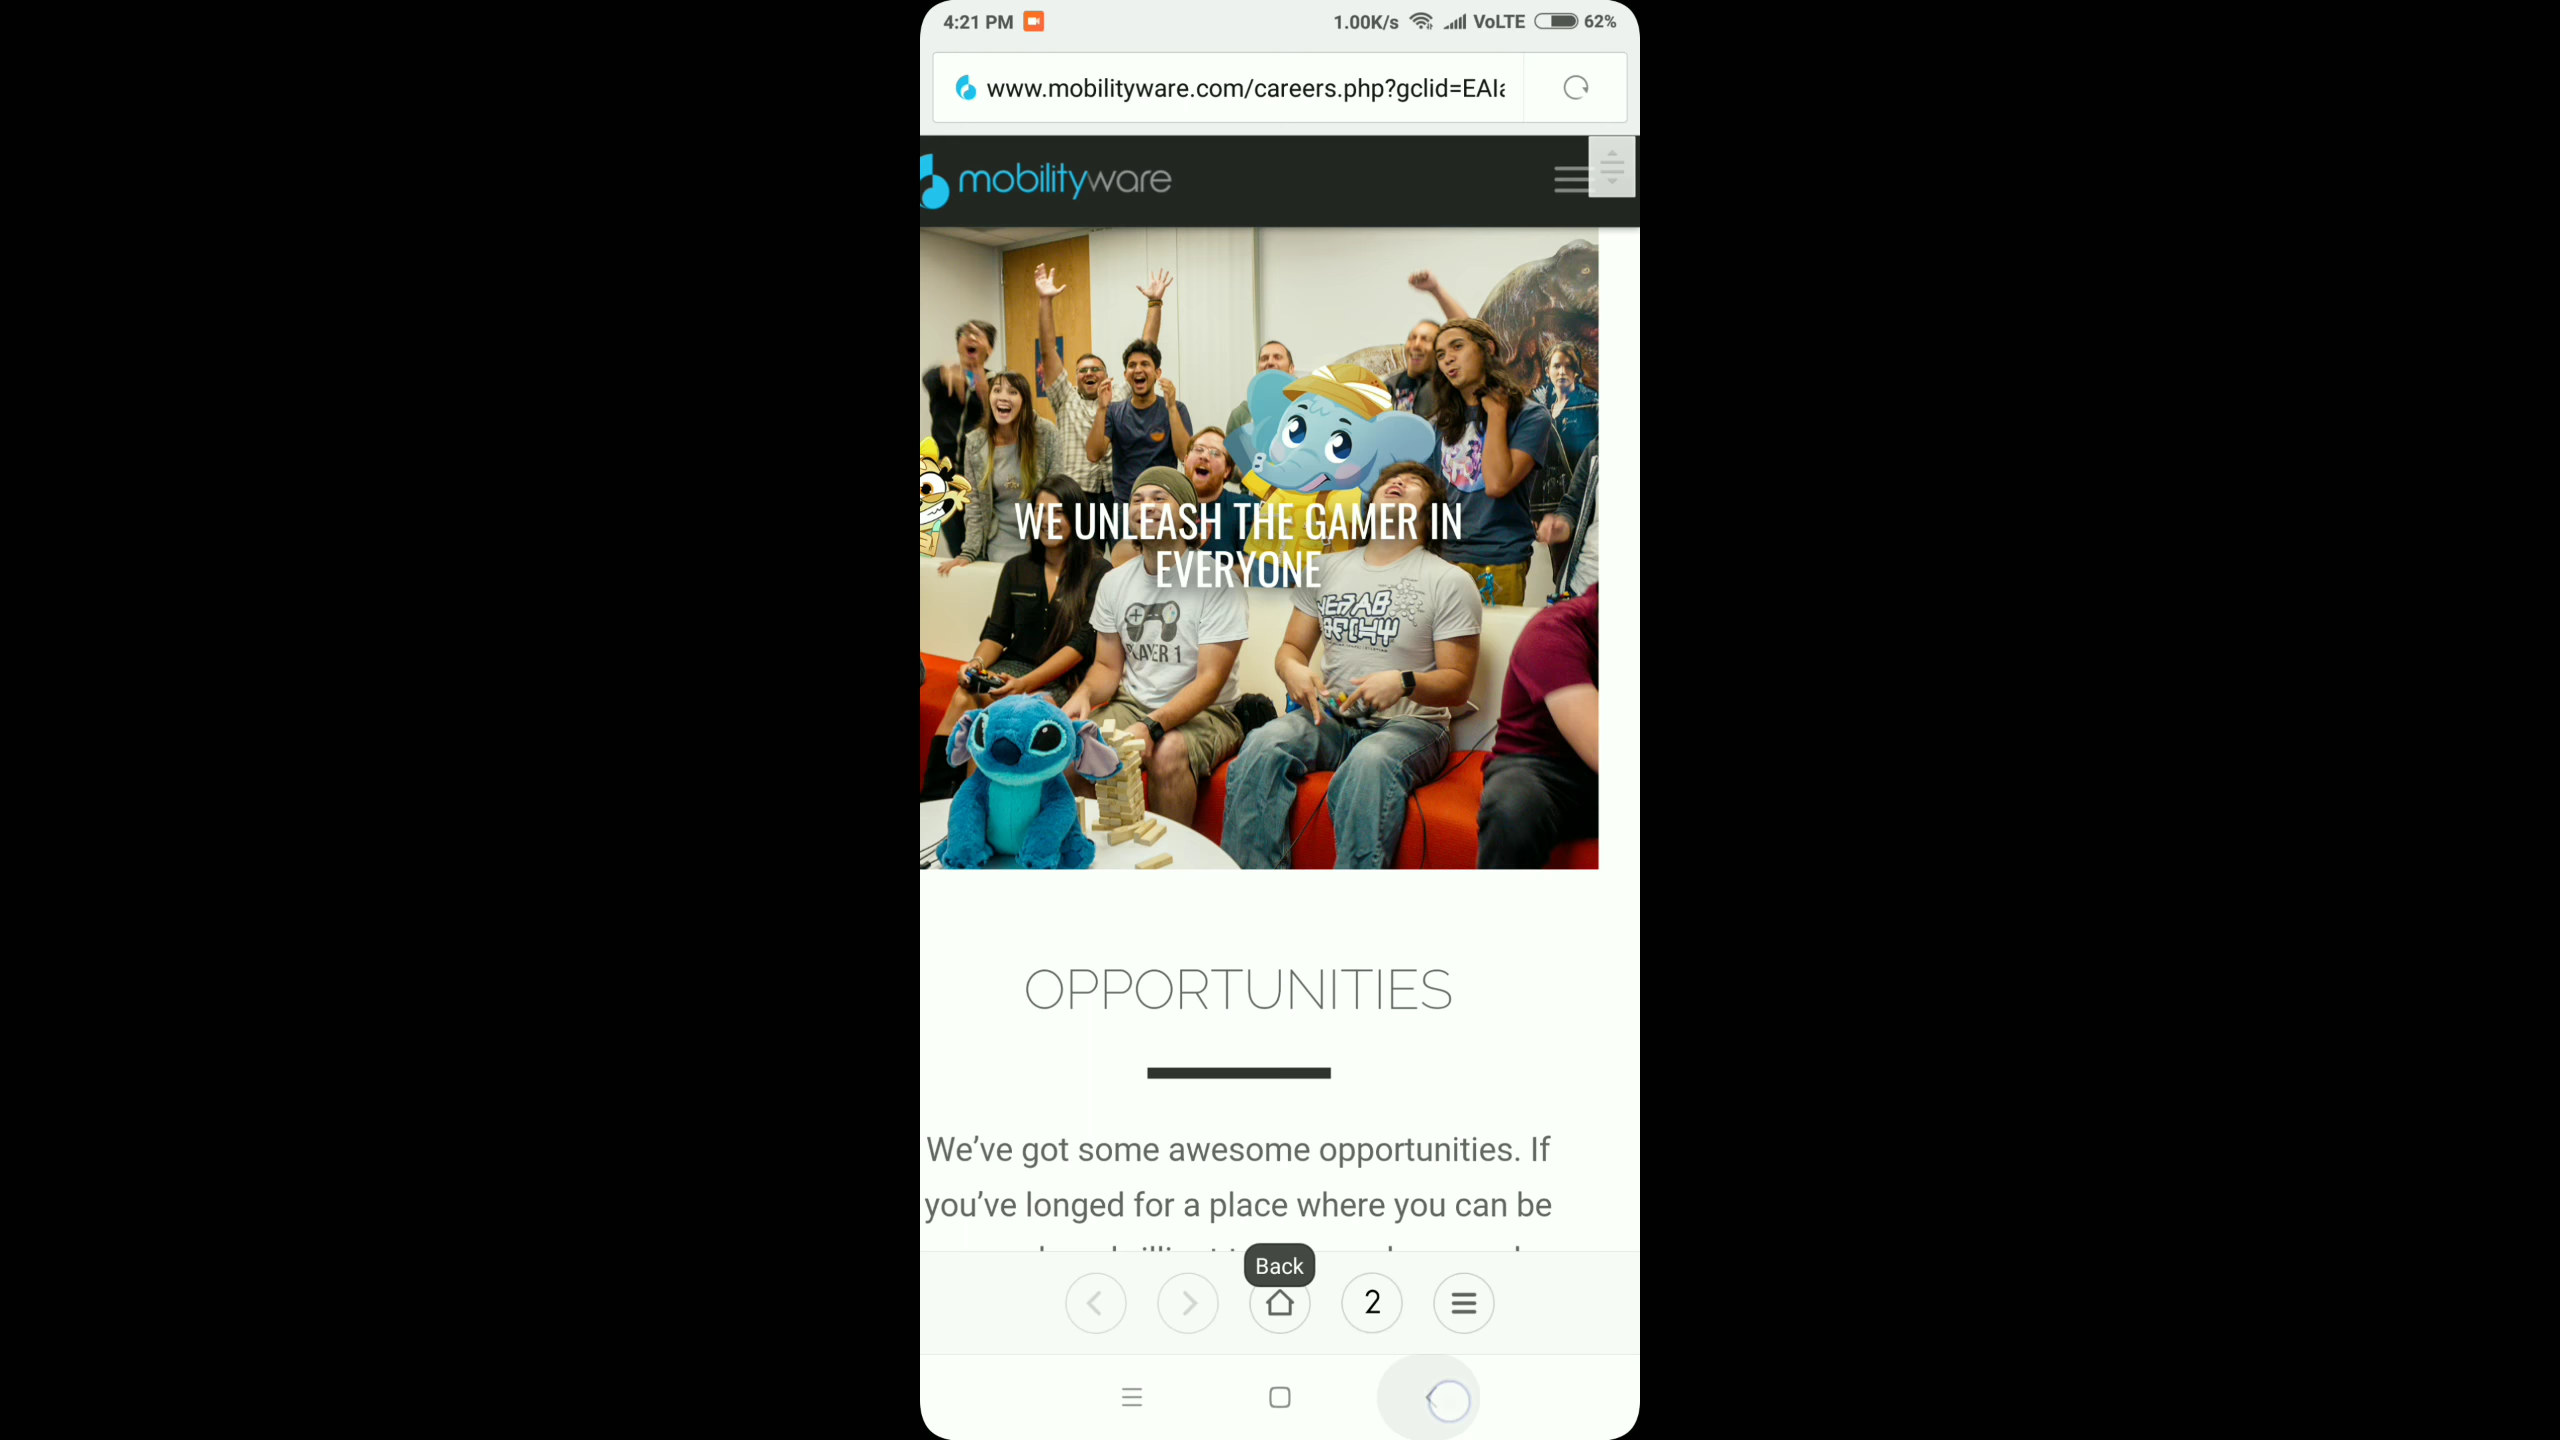 4:21 PM 1.00K/s VoLTE 62%
www.mobilityware.com/careers.php?gclid=EAIa
mobilityware
WE UNLEASH THE GAMER IN
EVERYONE
PLAYER 1
OPPORTUNITIES
We’ve got some awesome opportunities. If
you’ve longed for a place where you can be
Back
2